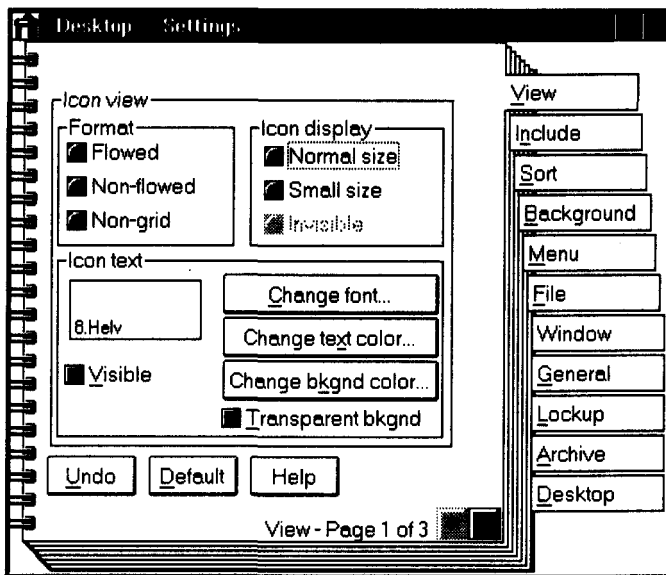 Desktop Settings
Icon view
Format
Flowed
Non-flowed
Non-grid
Icon display
Normal size
Small size
Invisible
Icon text
8.Helv
Visible
Change font...
Change text color...
Change bkgnd color...
Transparent bkgnd
Undo
Default
Help
View - Page 1 of 3
View
Include
Sort
Background
Menu
File
Window
General
Lockup
Archive
Desktop